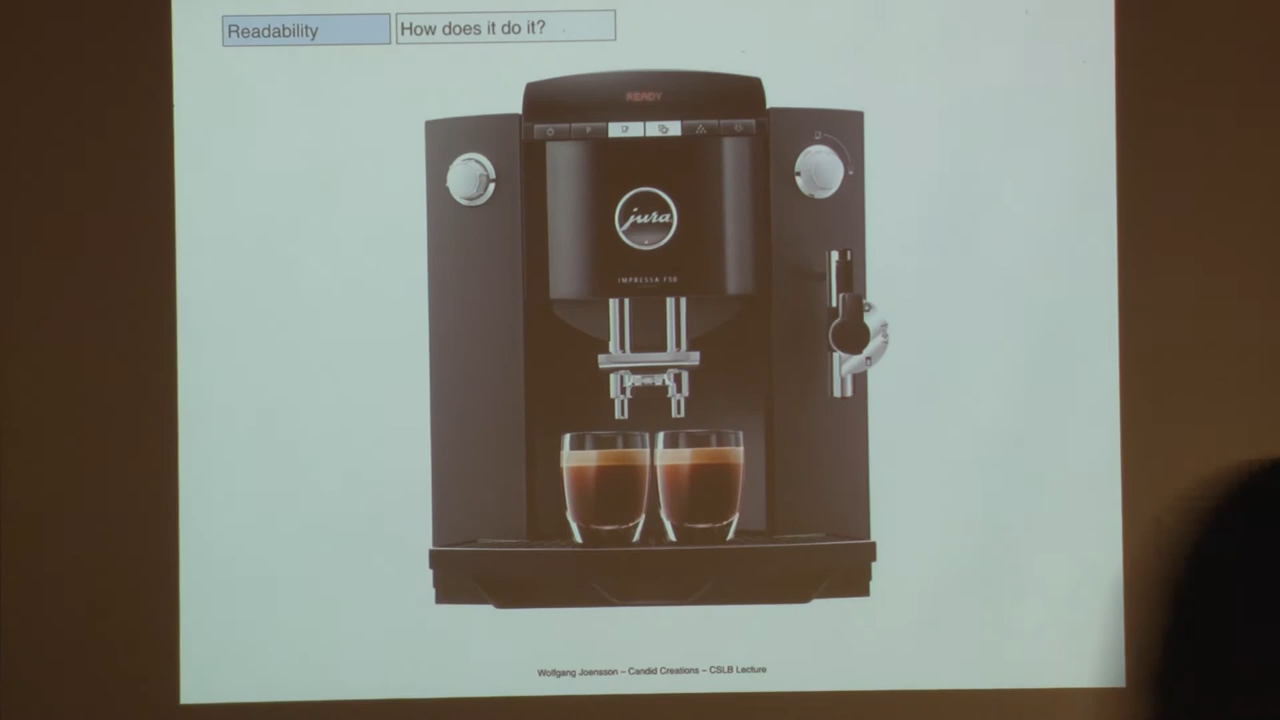 Readability
How does it do it?
READY
P
jura
IMPRESSA F50
Wolfgang Joensson – Candid Creations – CSLB Lecture